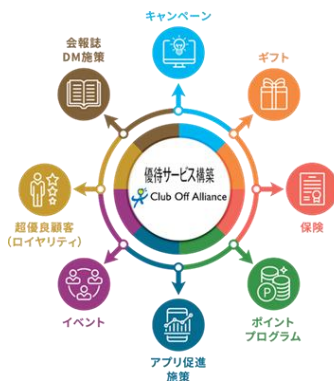 キャンペーン
会報誌
DM施策
ギフト
優待サービス構築
Club Off Alliance
超優良顧客
(ロイヤリティ)
保険
イベント
P
ポイント
プログラム
アプリ促進
施策